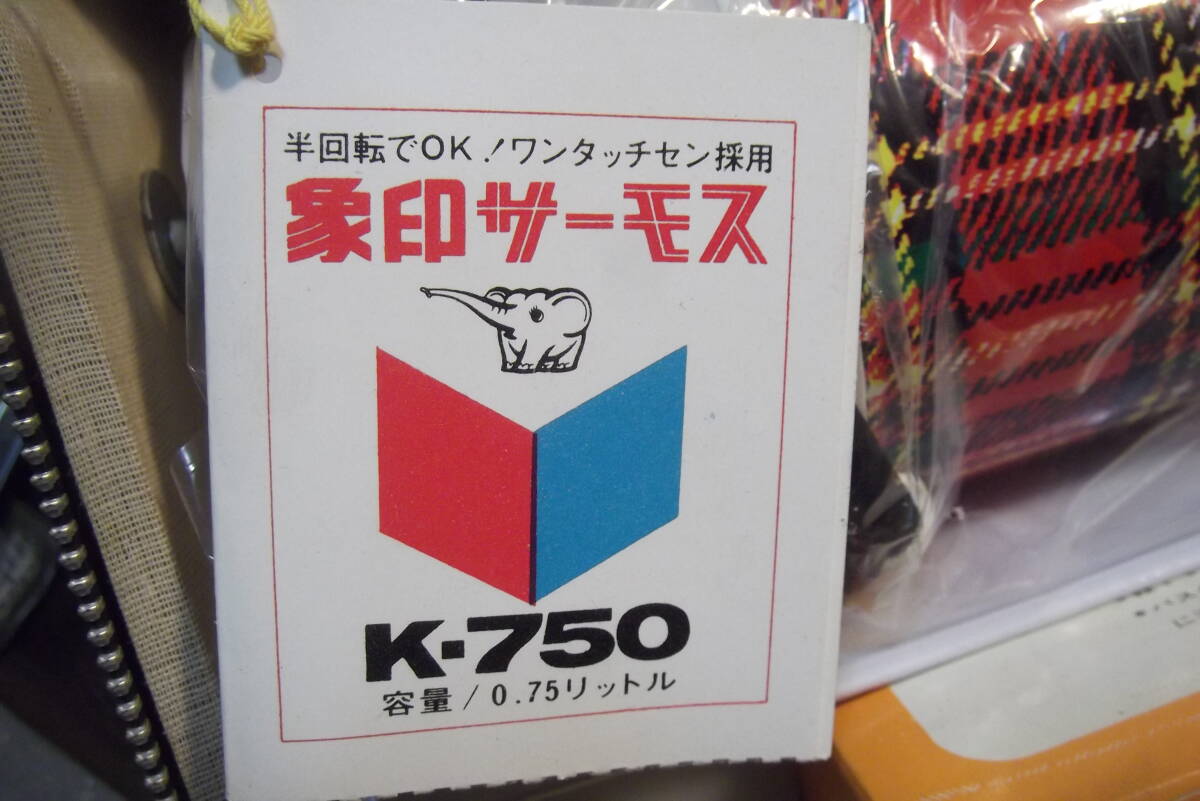 半回転でOK!ワンタッチセン採用
象印サーモス
K-750
容量/0.75リットル